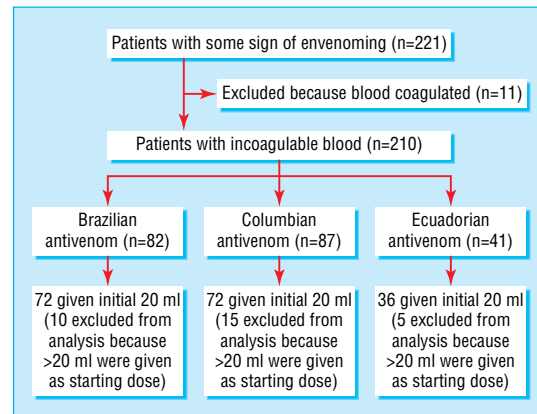 Patients with some sign of envenoming (n=221)
Excluded because blood coagulated (n=11)
Patients with incoagulable blood (n=210)
Brazilian
antivenom (n=82)
Columbian
antivenom (n=87)
Ecuadorian
antivenom (n=41)
72 given initial 20 ml
(10 excluded from
analysis because
>20 ml were given
as starting dose)
72 given initial 20 ml
(15 excluded from
analysis because
>20 ml were given
as starting dose)
36 given initial 20 ml
(5 excluded from
analysis because
>20 ml were given
as starting dose)